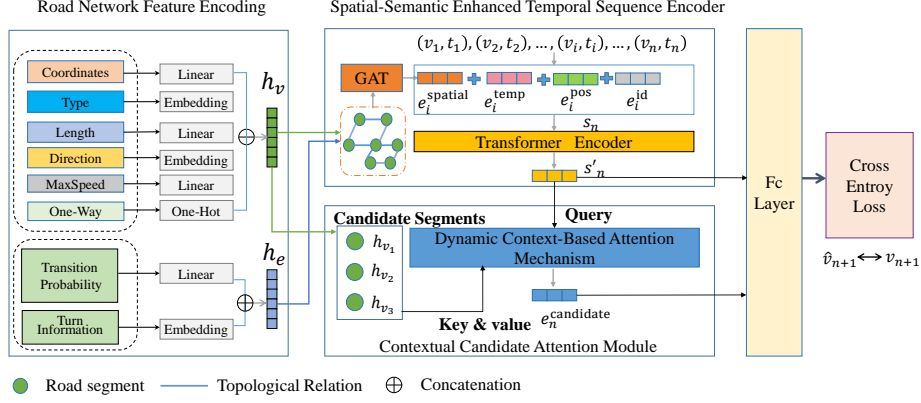 Road Network Feature Encoding
Spatial-Semantic Enhanced Temporal Sequence Encoder
Coordinates
Linear
Type
Embedding
Length
Linear
Direction
Embedding
MaxSpeed
Linear
One-Way
One-Hot
h_v
Transition
Probability
Linear
Turn
Information
Embedding
h_e
(v_1, t_1), (v_2, t_2), ..., (v_i, t_i), ..., (v_n, t_n)
GAT
e_i^spatial
e_i^temp
e_i^pos
e_i^id
s_n
Transformer Encoder
s'_n
Query
Candidate Segments
h_{v_1}
h_{v_2}
h_{v_3}
Dynamic Context-Based Attention
Mechanism
Key & value
e_n^candidate
Contextual Candidate Attention Module
Fc
Layer
Cross
Entroy
Loss
v̂_{n+1} ⟷ v_{n+1}
Road segment
Topological Relation
Concatenation